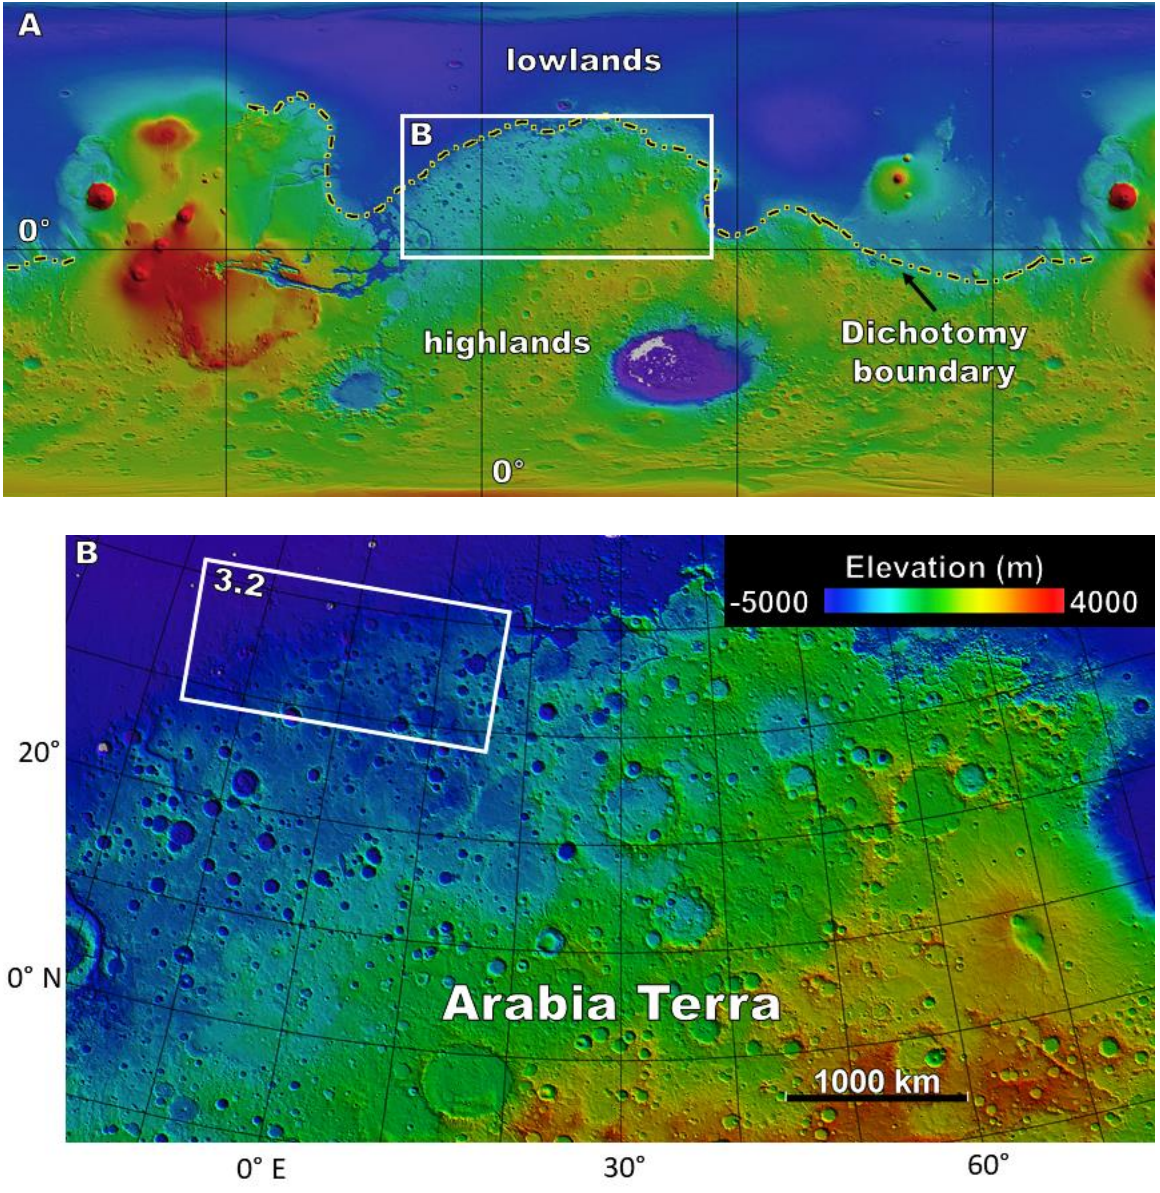 A
lowlands
B
0°
highlands
Dichotomy
boundary
0°
B
3.2
Elevation (m)
-5000
4000
20°
0° N
Arabia Terra
1000 km
0° E
30°
60°